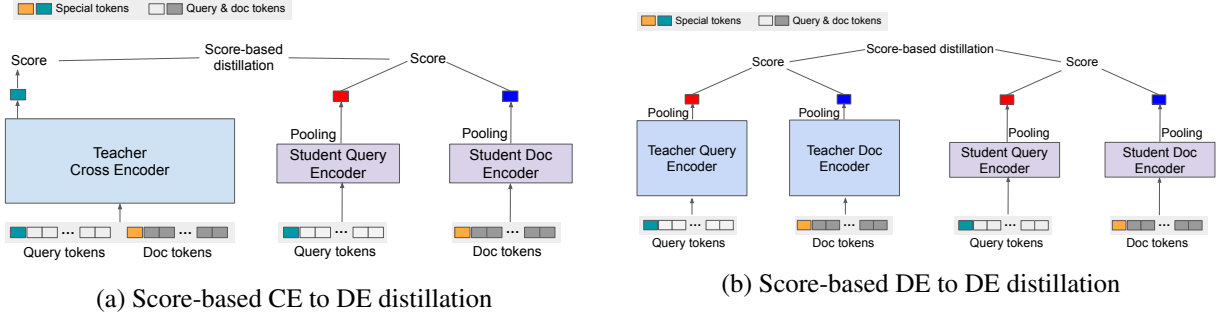 Special tokens
Query & doc tokens
Score
Score-based
distillation
Score
Pooling
Pooling
Teacher
Cross Encoder
Student Query
Encoder
Student Doc
Encoder
...
...
...
...
Query tokens
Doc tokens
Query tokens
Doc tokens
(a) Score-based CE to DE distillation
Special tokens
Query & doc tokens
Score-based distillation
Score
Score
Pooling
Pooling
Pooling
Pooling
Teacher Query
Encoder
Teacher Doc
Encoder
Student Query
Encoder
Student Doc
Encoder
...
...
...
...
Query tokens
Doc tokens
Query tokens
Doc tokens
(b) Score-based DE to DE distillation